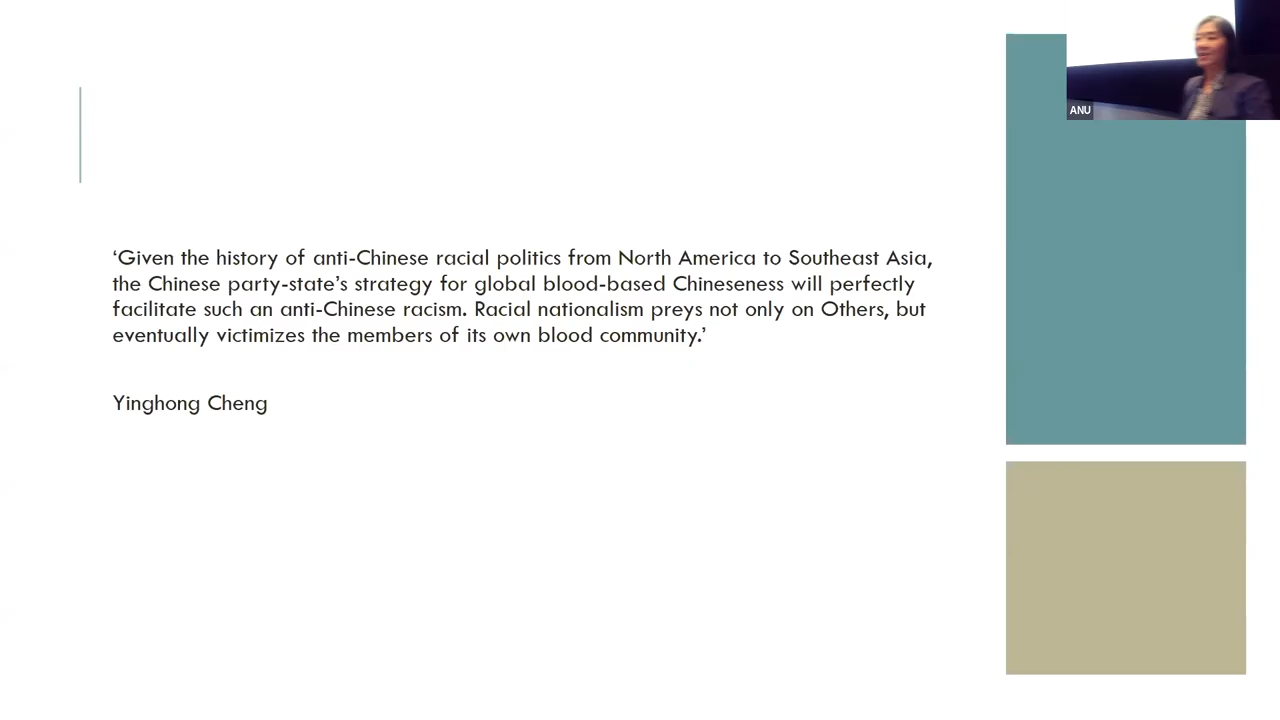 ANU
‘Given the history of anti-Chinese racial politics from North America to Southeast Asia,
the Chinese party-state’s strategy for global blood-based Chineseness will perfectly
facilitate such an anti-Chinese racism. Racial nationalism preys not only on Others, but
eventually victimizes the members of its own blood community.’
Yinghong Cheng